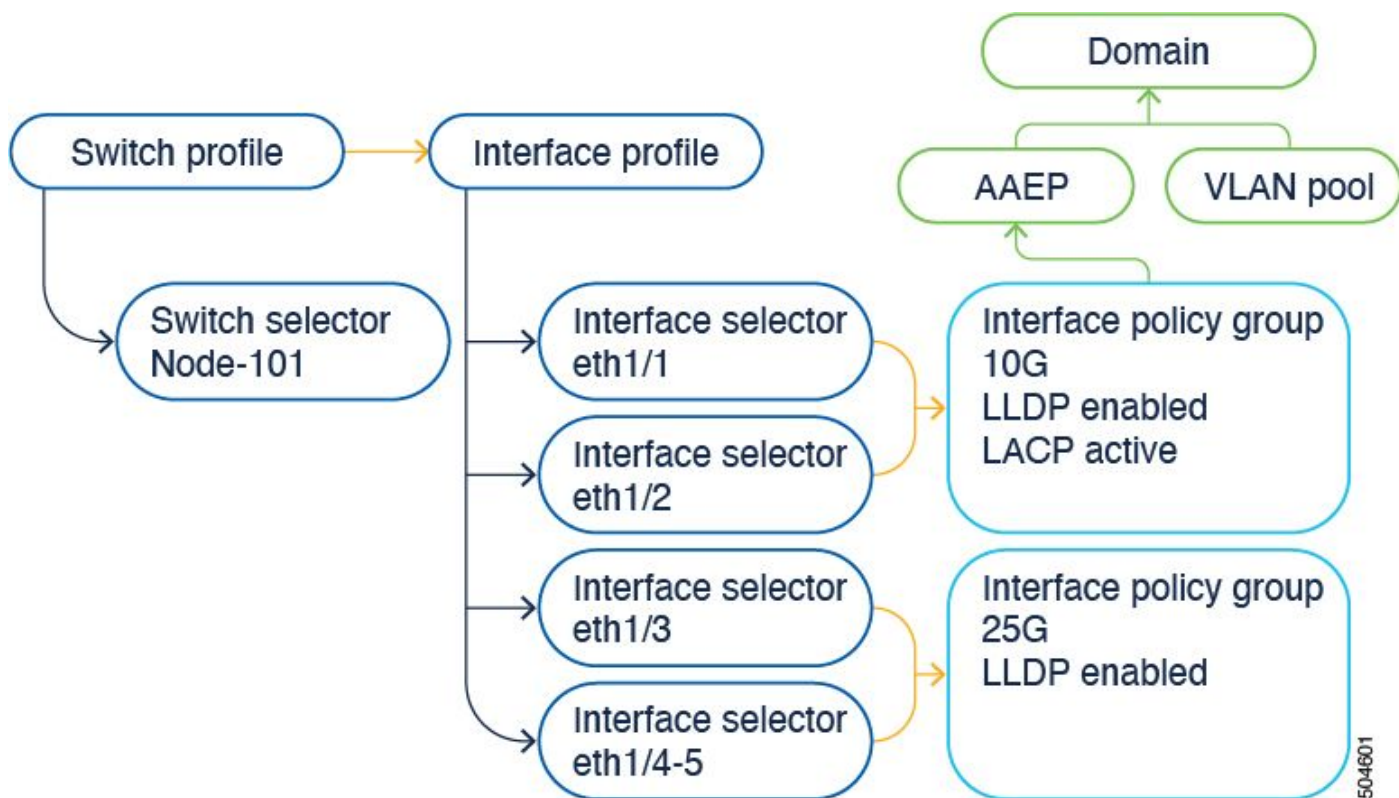 Domain
Switch profile
Interface profile
AAEP
VLAN pool
Switch selector
Node-101
Interface selector
eth1/1
Interface selector
eth1/2
Interface selector
eth1/3
Interface selector
eth1/4-5
Interface policy group
10G
LLDP enabled
LACP active
Interface policy group
25G
LLDP enabled
504601